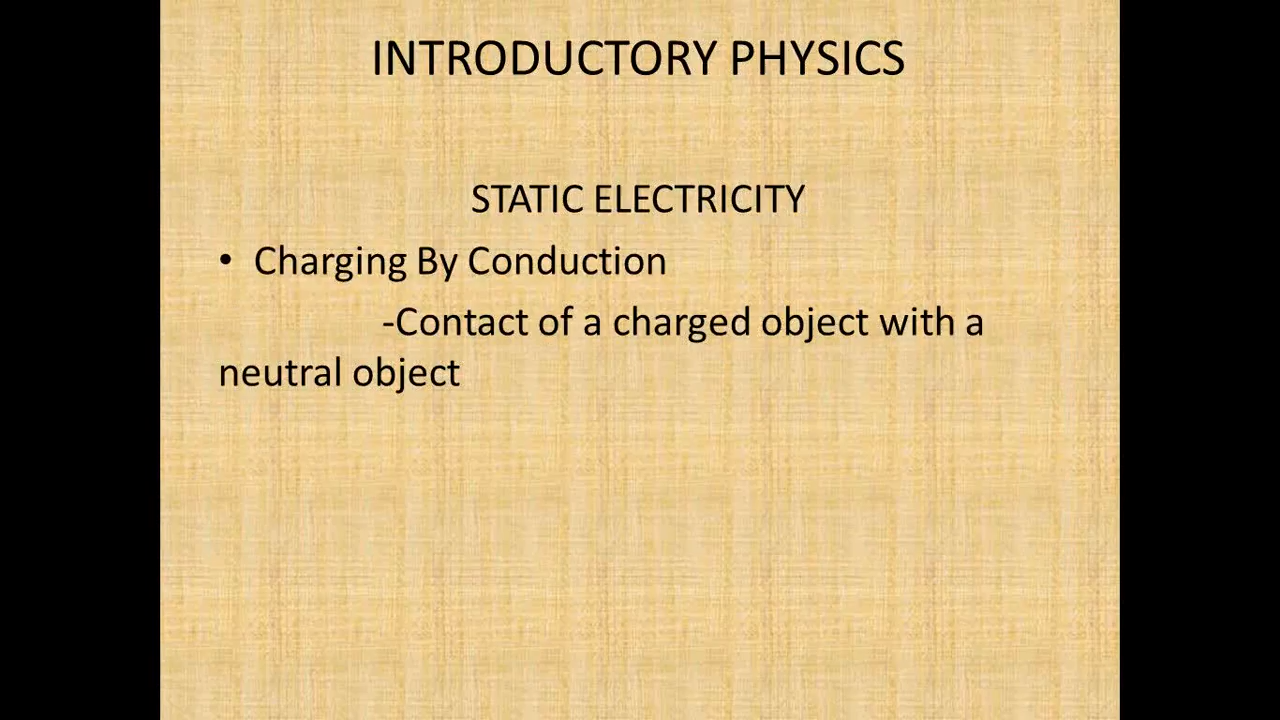 INTRODUCTORY PHYSICS
STATIC ELECTRICITY
• Charging By Conduction
-Contact of a charged object with a
neutral object